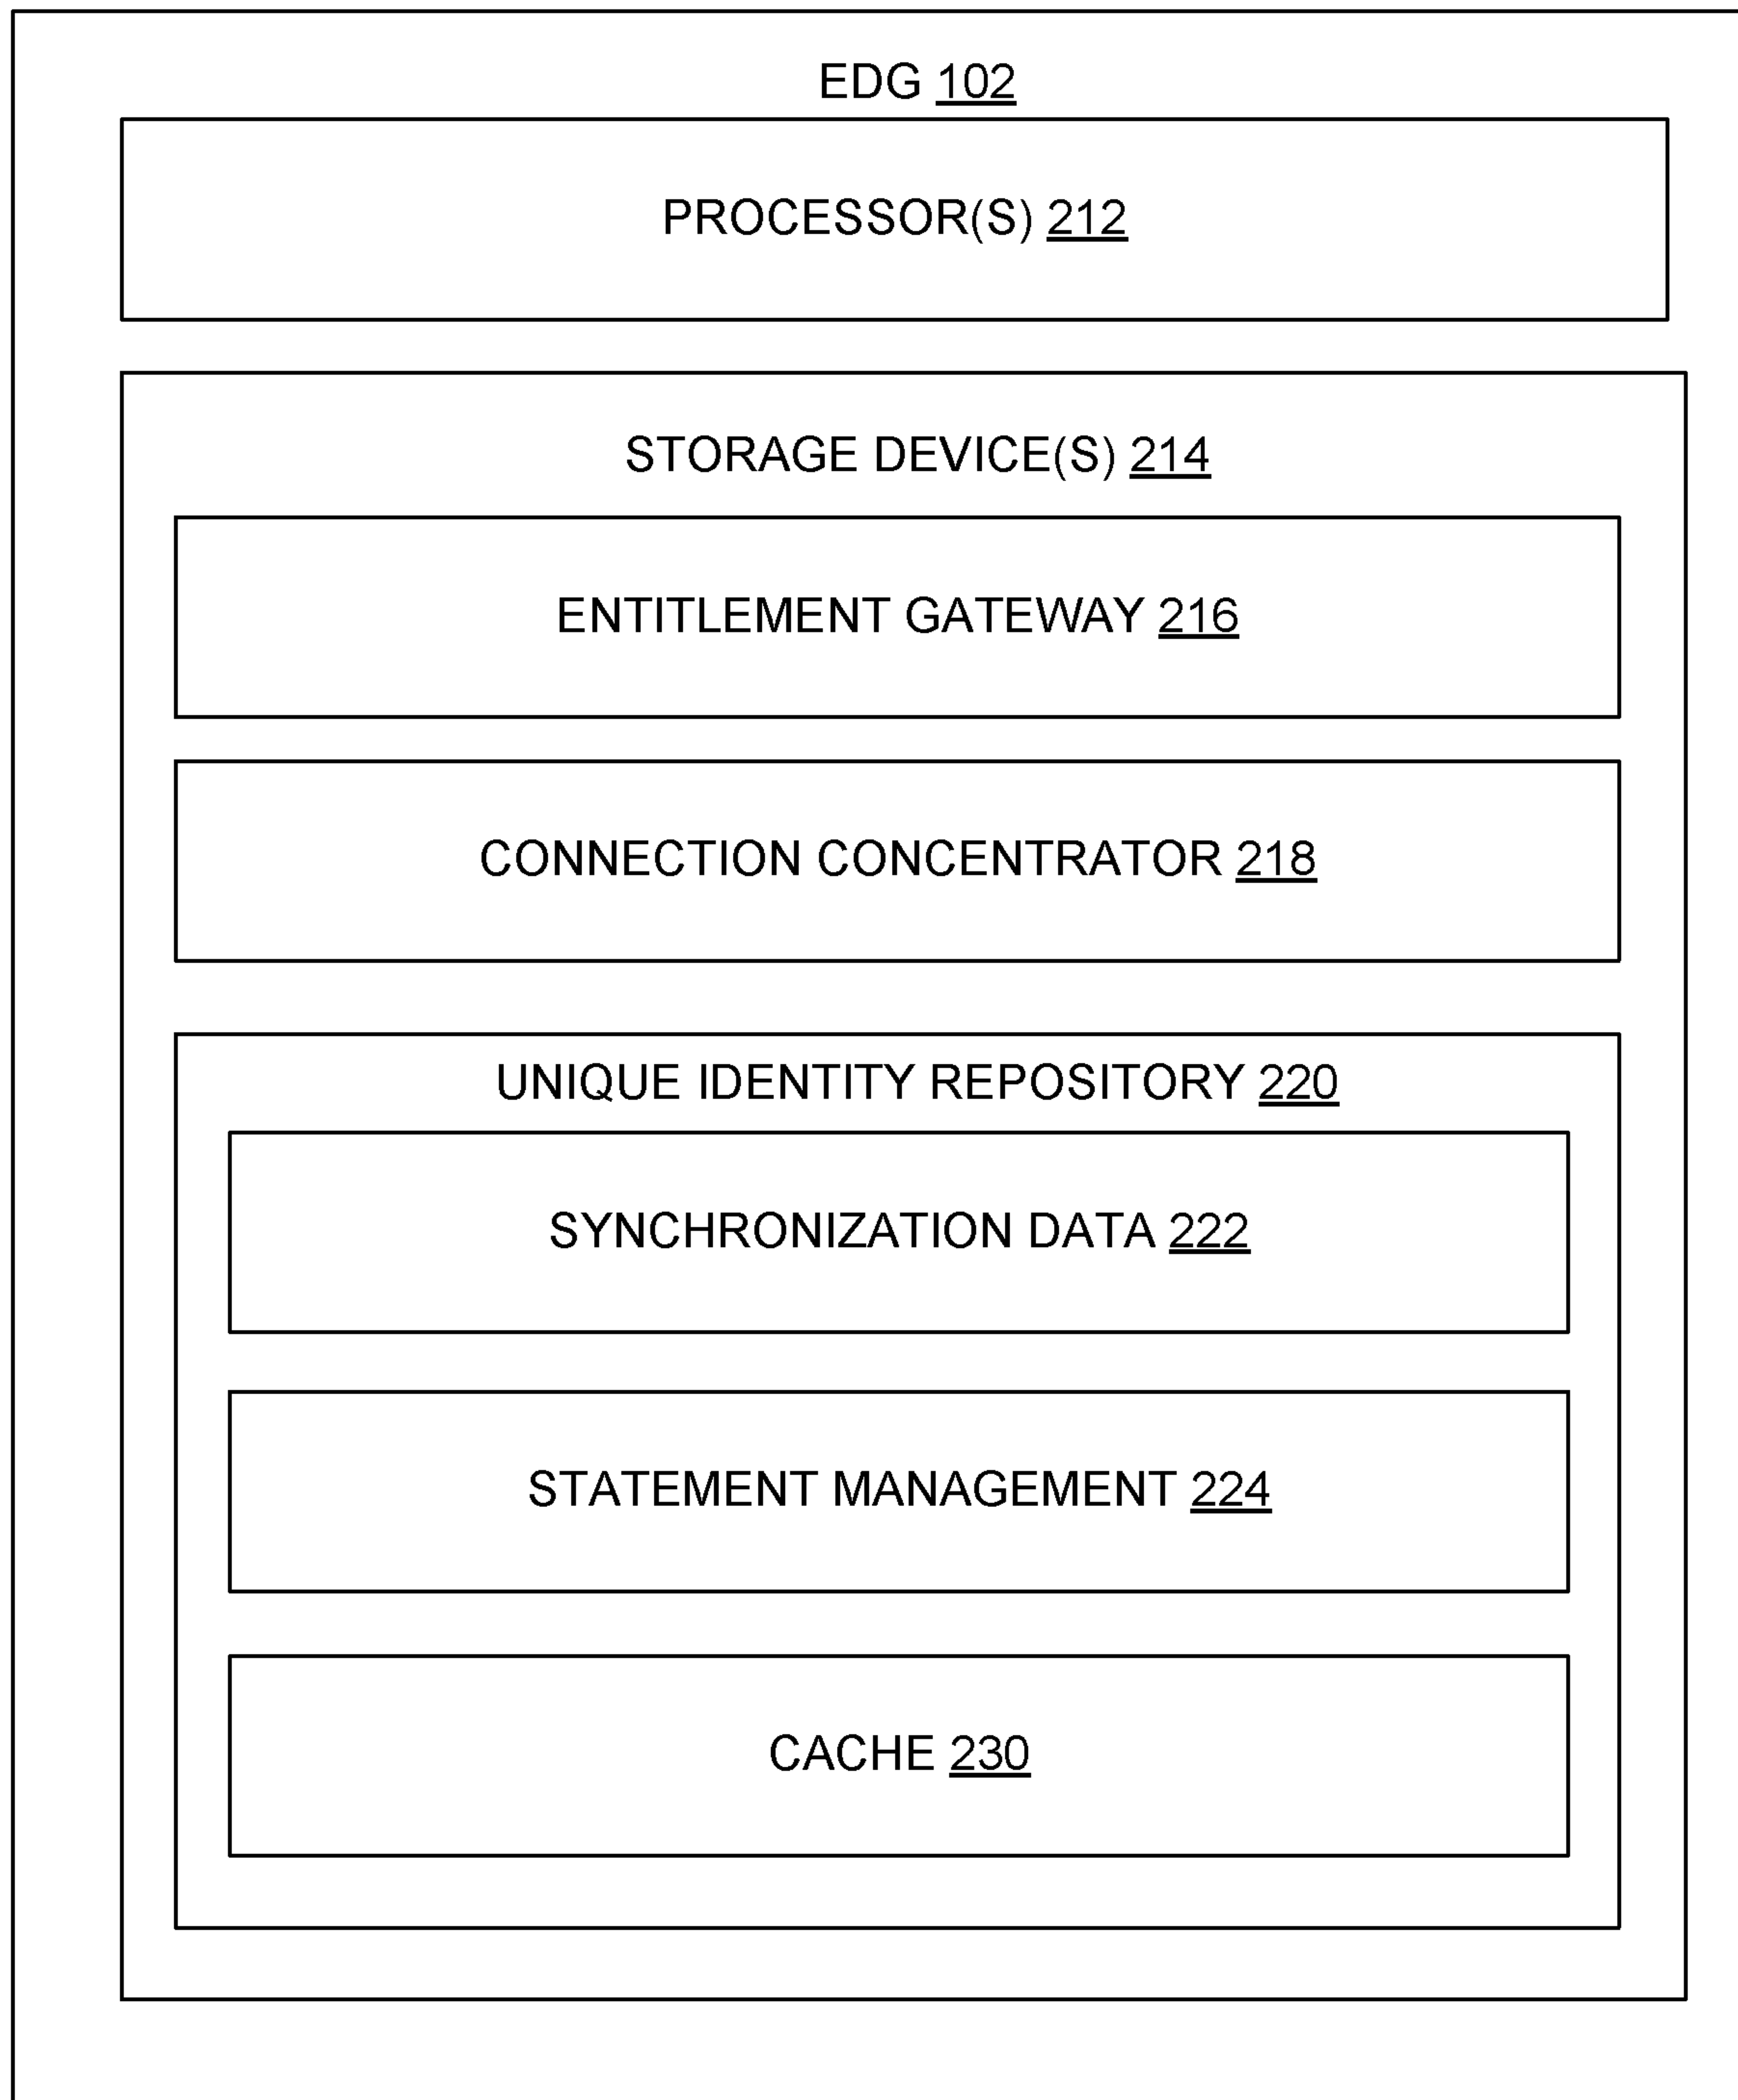 EDG 102
PROCESSOR(S) 212
STORAGE DEVICE(S) 214
ENTITLEMENT GATEWAY 216
CONNECTION CONCENTRATOR 218
UNIQUE IDENTITY REPOSITORY 220
SYNCHRONIZATION DATA 222
STATEMENT MANAGEMENT 224
CACHE 230